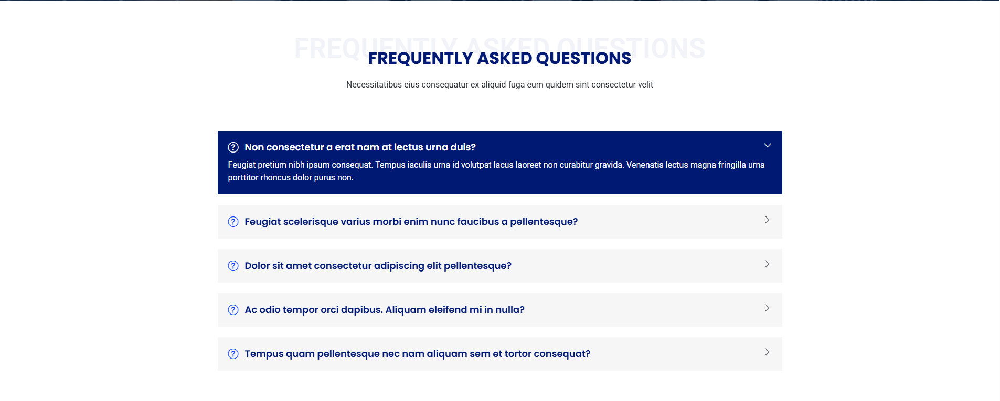 FREQUENTLY ASKED QUESTIONS
FREQUENTLY ASKED QUESTIONS
Necessitatibus eius consequatur ex aliquid fuga eum quidem sint consectetur velit
Non consectetur a erat nam at lectus urna duis?
Feugiat pretium nibh ipsum consequat. Tempus iaculis urna id volutpat lacus laoreet non curabitur gravida. Venenatis lectus magna fringilla urna
porttitor rhoncus dolor purus non.
Feugiat scelerisque varius morbi enim nunc faucibus a pellentesque?
Dolor sit amet consectetur adipiscing elit pellentesque?
Ac odio tempor orci dapibus. Aliquam eleifend mi in nulla?
Tempus quam pellentesque nec nam aliquam sem et tortor consequat?